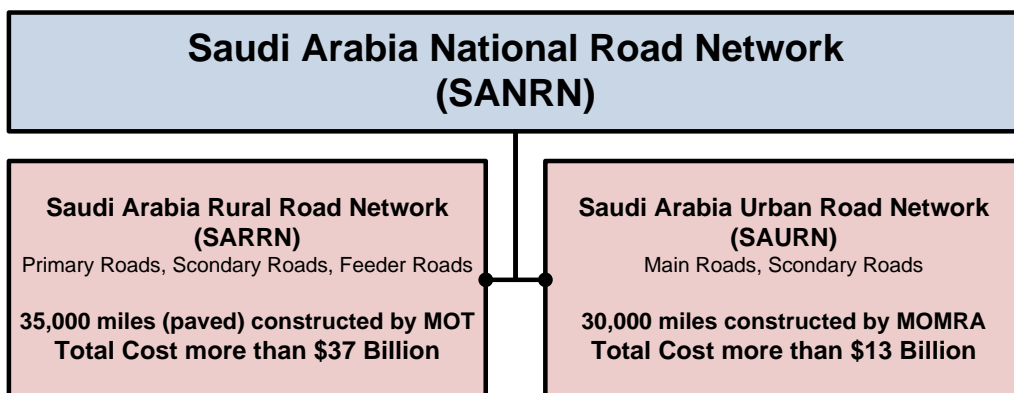 Saudi Arabia National Road Network
(SANRN)
Saudi Arabia Rural Road Network
(SARRN)
Primary Roads, Scondary Roads, Feeder Roads
35,000 miles (paved) constructed by MOT
Total Cost more than $37 Billion
Saudi Arabia Urban Road Network
(SAURN)
Main Roads, Scondary Roads
30,000 miles constructed by MOMRA
Total Cost more than $13 Billion